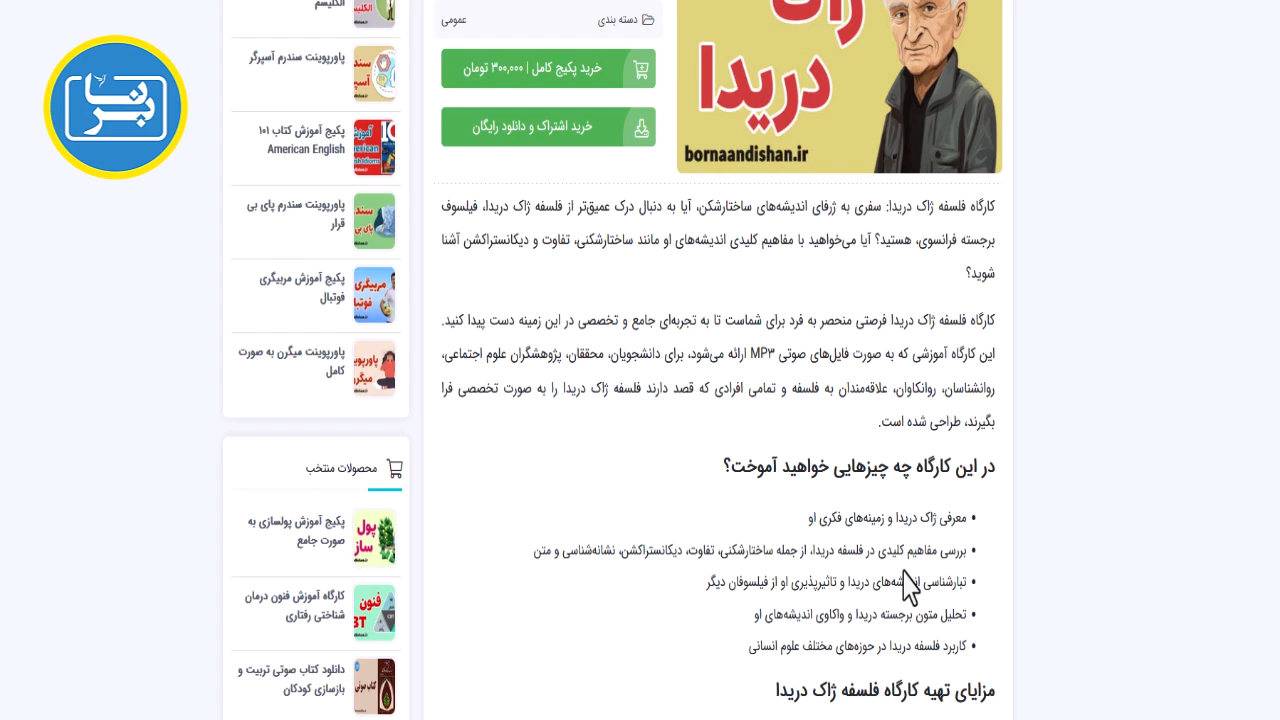 برنا
ژاک
دریدا
bornaandishan.ir
دسته بندی
عمومی
خرید پکیج کامل | ۳۰۰,۰۰۰ تومان
خرید اشتراک و دانلود رایگان
کارگاه فلسفه ژاک دریدا: سفری به ژرفای اندیشه‌های ساختارشکن، آیا به دنبال درک عمیق‌تر از فلسفه ژاک دریدا، فیلسوف
برجسته فرانسوی، هستید؟ آیا می‌خواهید با مفاهیم کلیدی اندیشه‌های او مانند ساختارشکنی، تفاوت و دیکانستراکشن آشنا
شوید؟
کارگاه فلسفه ژاک دریدا فرصتی منحصر به فرد برای شماست تا به تجربه‌ای جامع و تخصصی در این زمینه دست پیدا کنید.
این کارگاه آموزشی که به صورت فایل‌های صوتی MP۳ ارائه می‌شود، برای دانشجویان، محققان، پژوهشگران علوم اجتماعی،
روانشناسان، روانکاوان، علاقه‌مندان به فلسفه و تمامی افرادی که قصد دارند فلسفه ژاک دریدا را به صورت تخصصی فرا
بگیرند، طراحی شده است.
در این کارگاه چه چیزهایی خواهید آموخت؟
• معرفی ژاک دریدا و زمینه‌های فکری او
• بررسی مفاهیم کلیدی در فلسفه دریدا، از جمله ساختارشکنی، تفاوت، دیکانستراکشن، نشانه‌شناسی و متن
• تبارشناسی اندیشه‌های دریدا و تاثیرپذیری او از فیلسوفان دیگر
• تحلیل متون برجسته دریدا و واکاوی اندیشه‌های او
• کاربرد فلسفه دریدا در حوزه‌های مختلف علوم انسانی
مزایای تهیه کارگاه فلسفه ژاک دریدا
الکلیسم
پاورپوینت سندرم آسپرگر
پکیج آموزش کتاب ۱۰۱
American English
پاورپوینت سندرم پای بی
قرار
پکیج آموزش مربیگری
فوتبال
پاورپوینت میگرن به صورت
کامل
محصولات منتخب
پکیج آموزش پولسازی به
صورت جامع
کارگاه آموزش فنون درمان
شناختی رفتاری
دانلود کتاب صوتی تربیت و
بازسازی کودکان